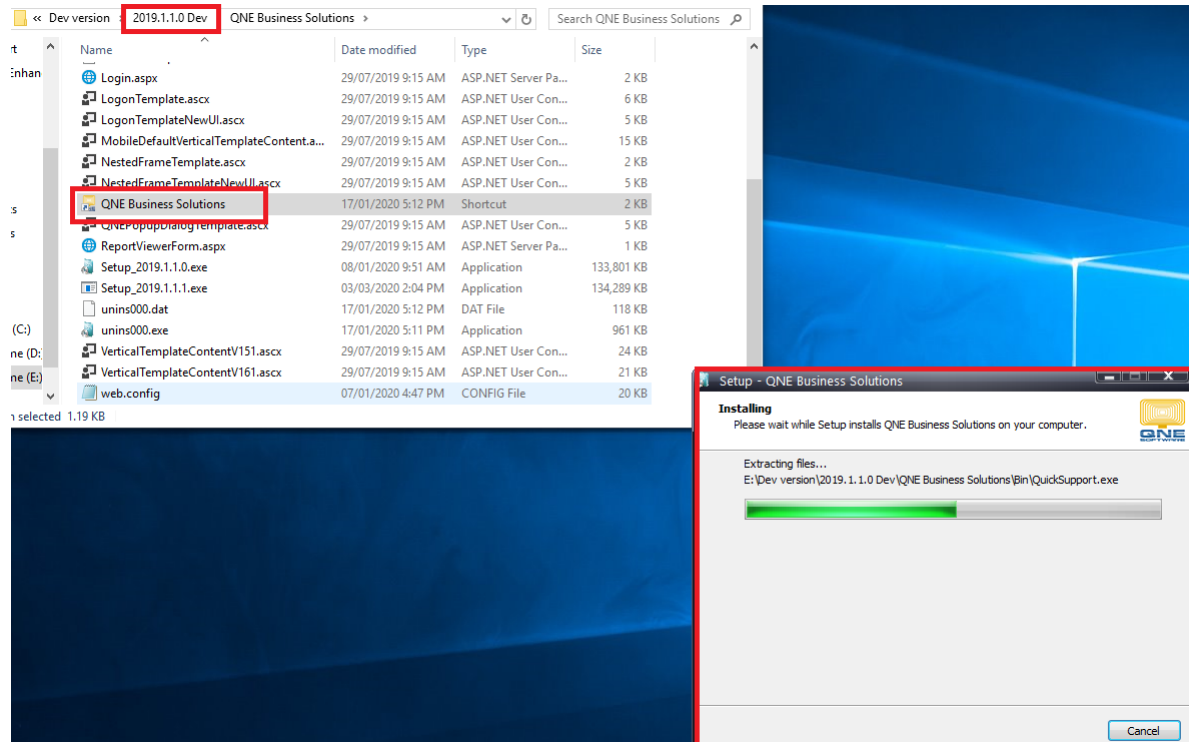 « Dev version › 2019.1.1.0 Dev QNE Business Solutions › Search QNE Business Solutions
Name Date modified Type Size
Enhan
Login.aspx 29/07/2019 9:15 AM ASP.NET Server Pa... 2 KB
LogonTemplate.ascx 29/07/2019 9:15 AM ASP.NET User Con... 6 KB
LogonTemplateNewUI.ascx 29/07/2019 9:15 AM ASP.NET User Con... 5 KB
MobileDefaultVerticalTemplateContent.a... 29/07/2019 9:15 AM ASP.NET User Con... 15 KB
NestedFrameTemplate.ascx 29/07/2019 9:15 AM ASP.NET User Con... 2 KB
NestedFrameTemplateNewUI.ascx 29/07/2019 9:15 AM ASP.NET User Con... 5 KB
QNE Business Solutions 17/01/2020 5:12 PM Shortcut 2 KB
QNEPopupDialogTemplate.ascx 29/07/2019 9:15 AM ASP.NET User Con... 5 KB
ReportViewerForm.aspx 29/07/2019 9:15 AM ASP.NET Server Pa... 1 KB
Setup_2019.1.1.0.exe 08/01/2020 9:51 AM Application 133,801 KB
Setup_2019.1.1.1.exe 03/03/2020 2:04 PM Application 134,289 KB
unins000.dat 17/01/2020 5:12 PM DAT File 118 KB
(C:) unins000.exe 17/01/2020 5:11 PM Application 961 KB
me (D: VerticalTemplateContentV151.ascx 29/07/2019 9:15 AM ASP.NET User Con... 24 KB
me (E:) VerticalTemplateContentV161.ascx 29/07/2019 9:15 AM ASP.NET User Con... 21 KB
web.config 07/01/2020 4:47 PM CONFIG File 20 KB
selected 1.19 KB
Setup - QNE Business Solutions
Installing
Please wait while Setup installs QNE Business Solutions on your computer.
QNE
SOFTWARE
Extracting files...
E:\Dev version\2019.1.1.0 Dev\QNE Business Solutions\Bin\QuickSupport.exe
Cancel